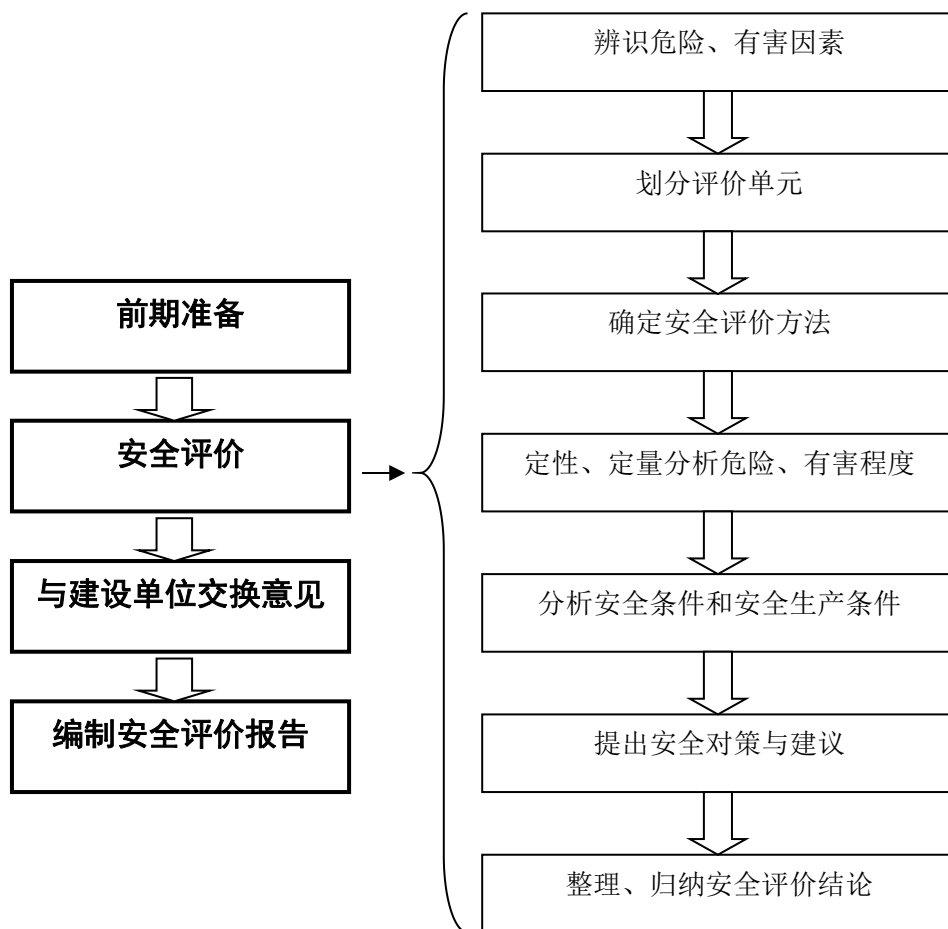 前期准备
安全评价
与建设单位交换意见
编制安全评价报告
辨识危险、有害因素
划分评价单元
确定安全评价方法
定性、定量分析危险、有害程度
分析安全条件和安全生产条件
提出安全对策与建议
整理、归纳安全评价结论